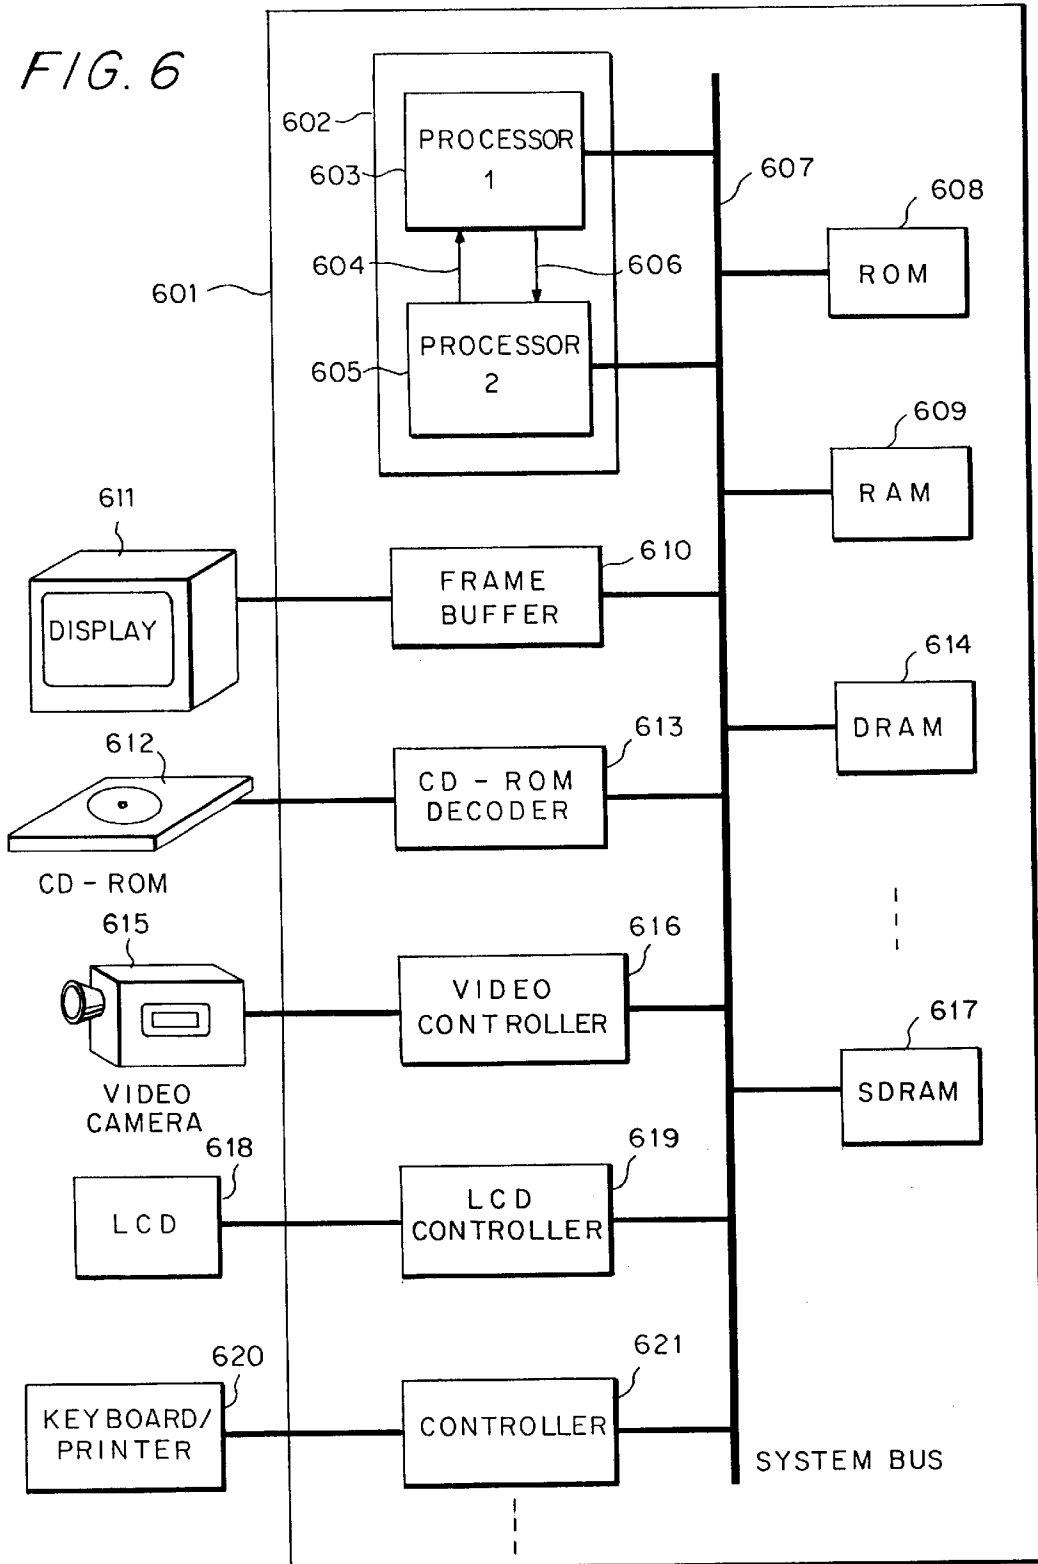 FIG. 6
602
PROCESSOR
1
603
607
608
ROM
604
606
601
PROCESSOR
2
605
609
RAM
611
610
FRAME
BUFFER
DISPLAY
614
DRAM
612
613
CD-ROM
DECODER
CD-ROM
615
616
VIDEO
CONTROLLER
617
SDRAM
VIDEO
CAMERA
618
619
LCD
LCD
CONTROLLER
620
621
KEYBOARD/
PRINTER
CONTROLLER
SYSTEM BUS